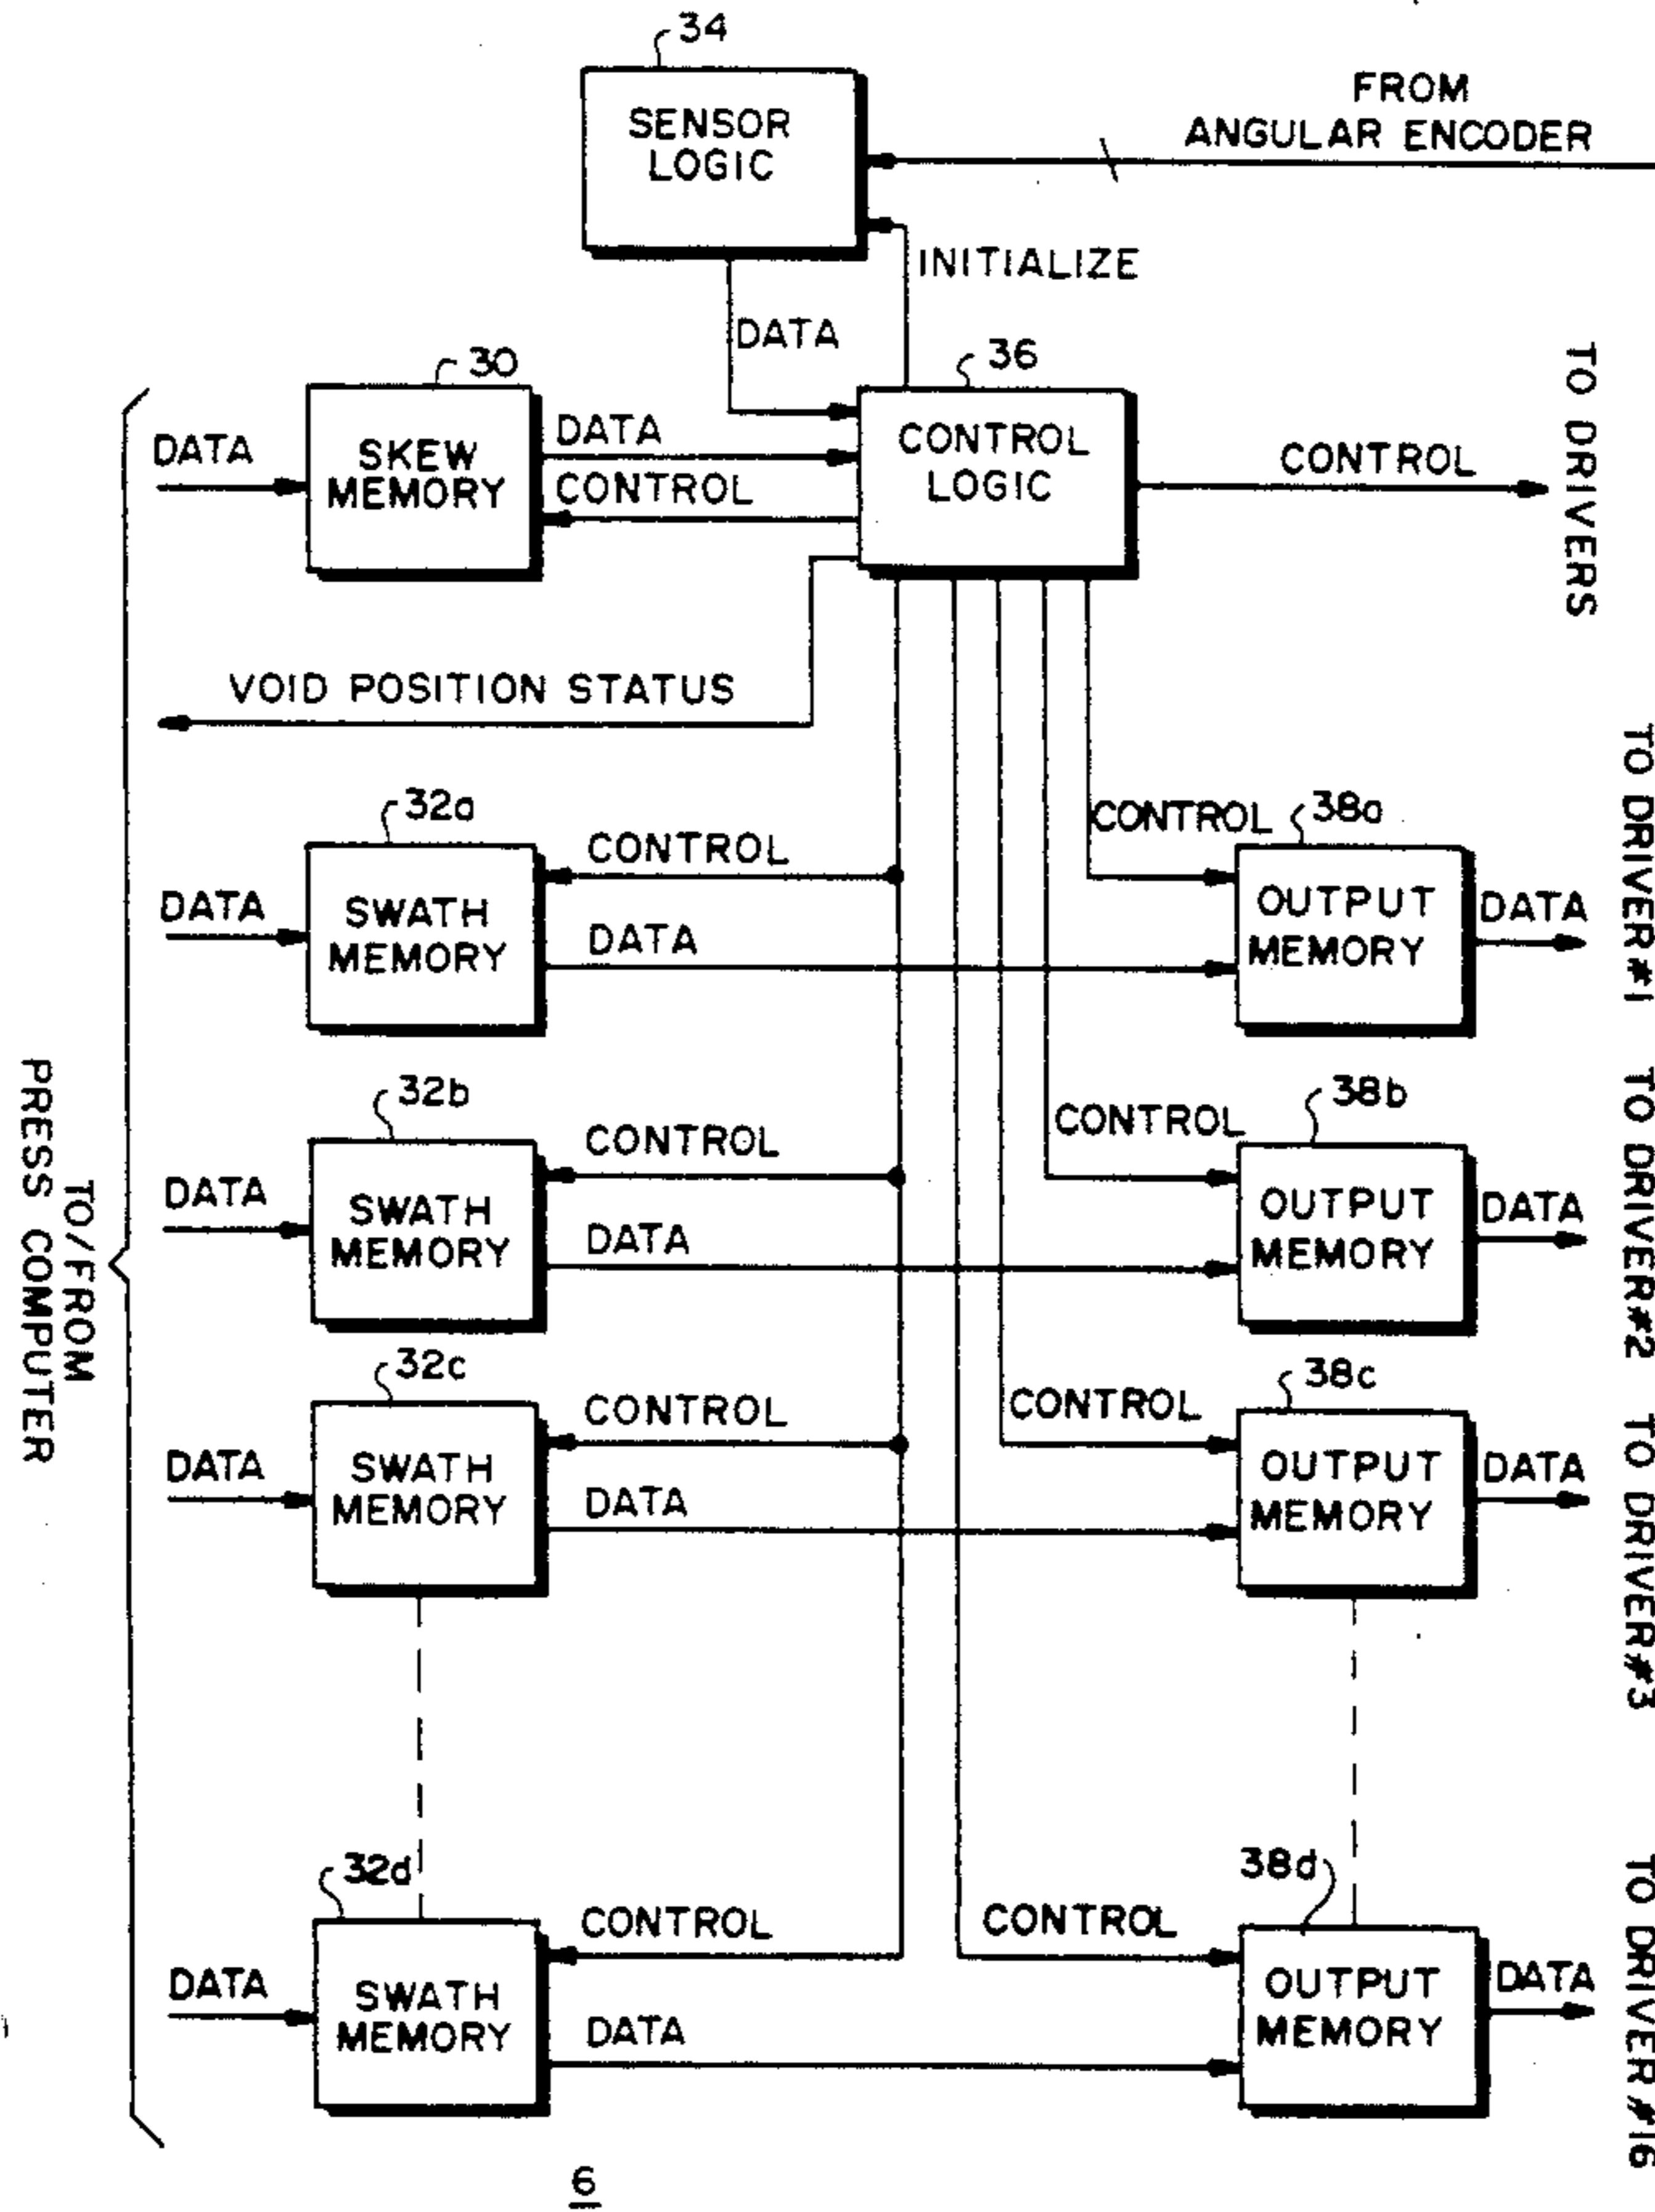 34
SENSOR
LOGIC
FROM
ANGULAR ENCODER
INITIALIZE
DATA
30
36
DATA
SKEW
MEMORY
DATA
CONTROL
CONTROL
LOGIC
CONTROL
TO DRIVERS
VOID POSITION STATUS
32a
CONTROL
CONTROL
38a
DATA
SWATH
MEMORY
DATA
OUTPUT
MEMORY
DATA
TO DRIVER #1
32b
CONTROL
CONTROL
38b
DATA
SWATH
MEMORY
DATA
OUTPUT
MEMORY
DATA
TO DRIVER #2
32c
CONTROL
CONTROL
38c
DATA
SWATH
MEMORY
DATA
OUTPUT
MEMORY
DATA
TO DRIVER #3
32d
CONTROL
CONTROL
38d
DATA
SWATH
MEMORY
DATA
OUTPUT
MEMORY
DATA
TO DRIVER #16
TO/FROM
PRESS COMPUTER
6